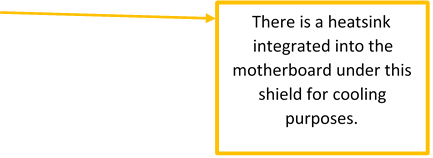 There is a heatsink
integrated into the
motherboard under this
shield for cooling
purposes.